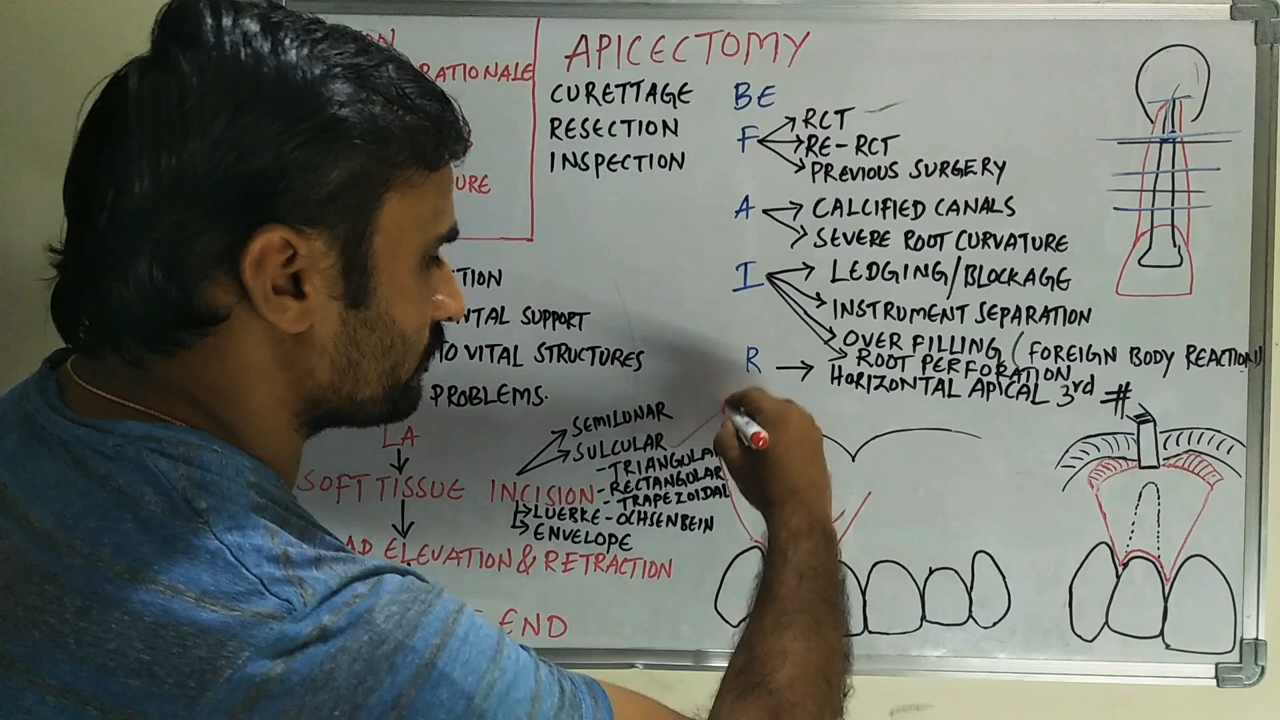 APICECTOMY
RATIONALE
CURETTAGE
RESECTION
INSPECTION
BE
F
RCT
RE-RCT
PREVIOUS SURGERY
A
CALCIFIED CANALS
SEVERE ROOT CURVATURE
I
LEDGING/BLOCKAGE
INSTRUMENT SEPARATION
OVER FILLING (FOREIGN BODY REACTION)
ROOT PERFORATION
R
HORIZONTAL APICAL 3rd #
URE
TION
NTAL SUPPORT
TO VITAL STRUCTURES
PROBLEMS.
LA
SOFT TISSUE INCISION
SEMILUNAR
SULCULAR
-TRIANGULAR
-RECTANGULAR
-TRAPEZOIDAL
LUEBKE-OCHSENBEIN
ENVELOPE
AP ELEVATION & RETRACTION
END